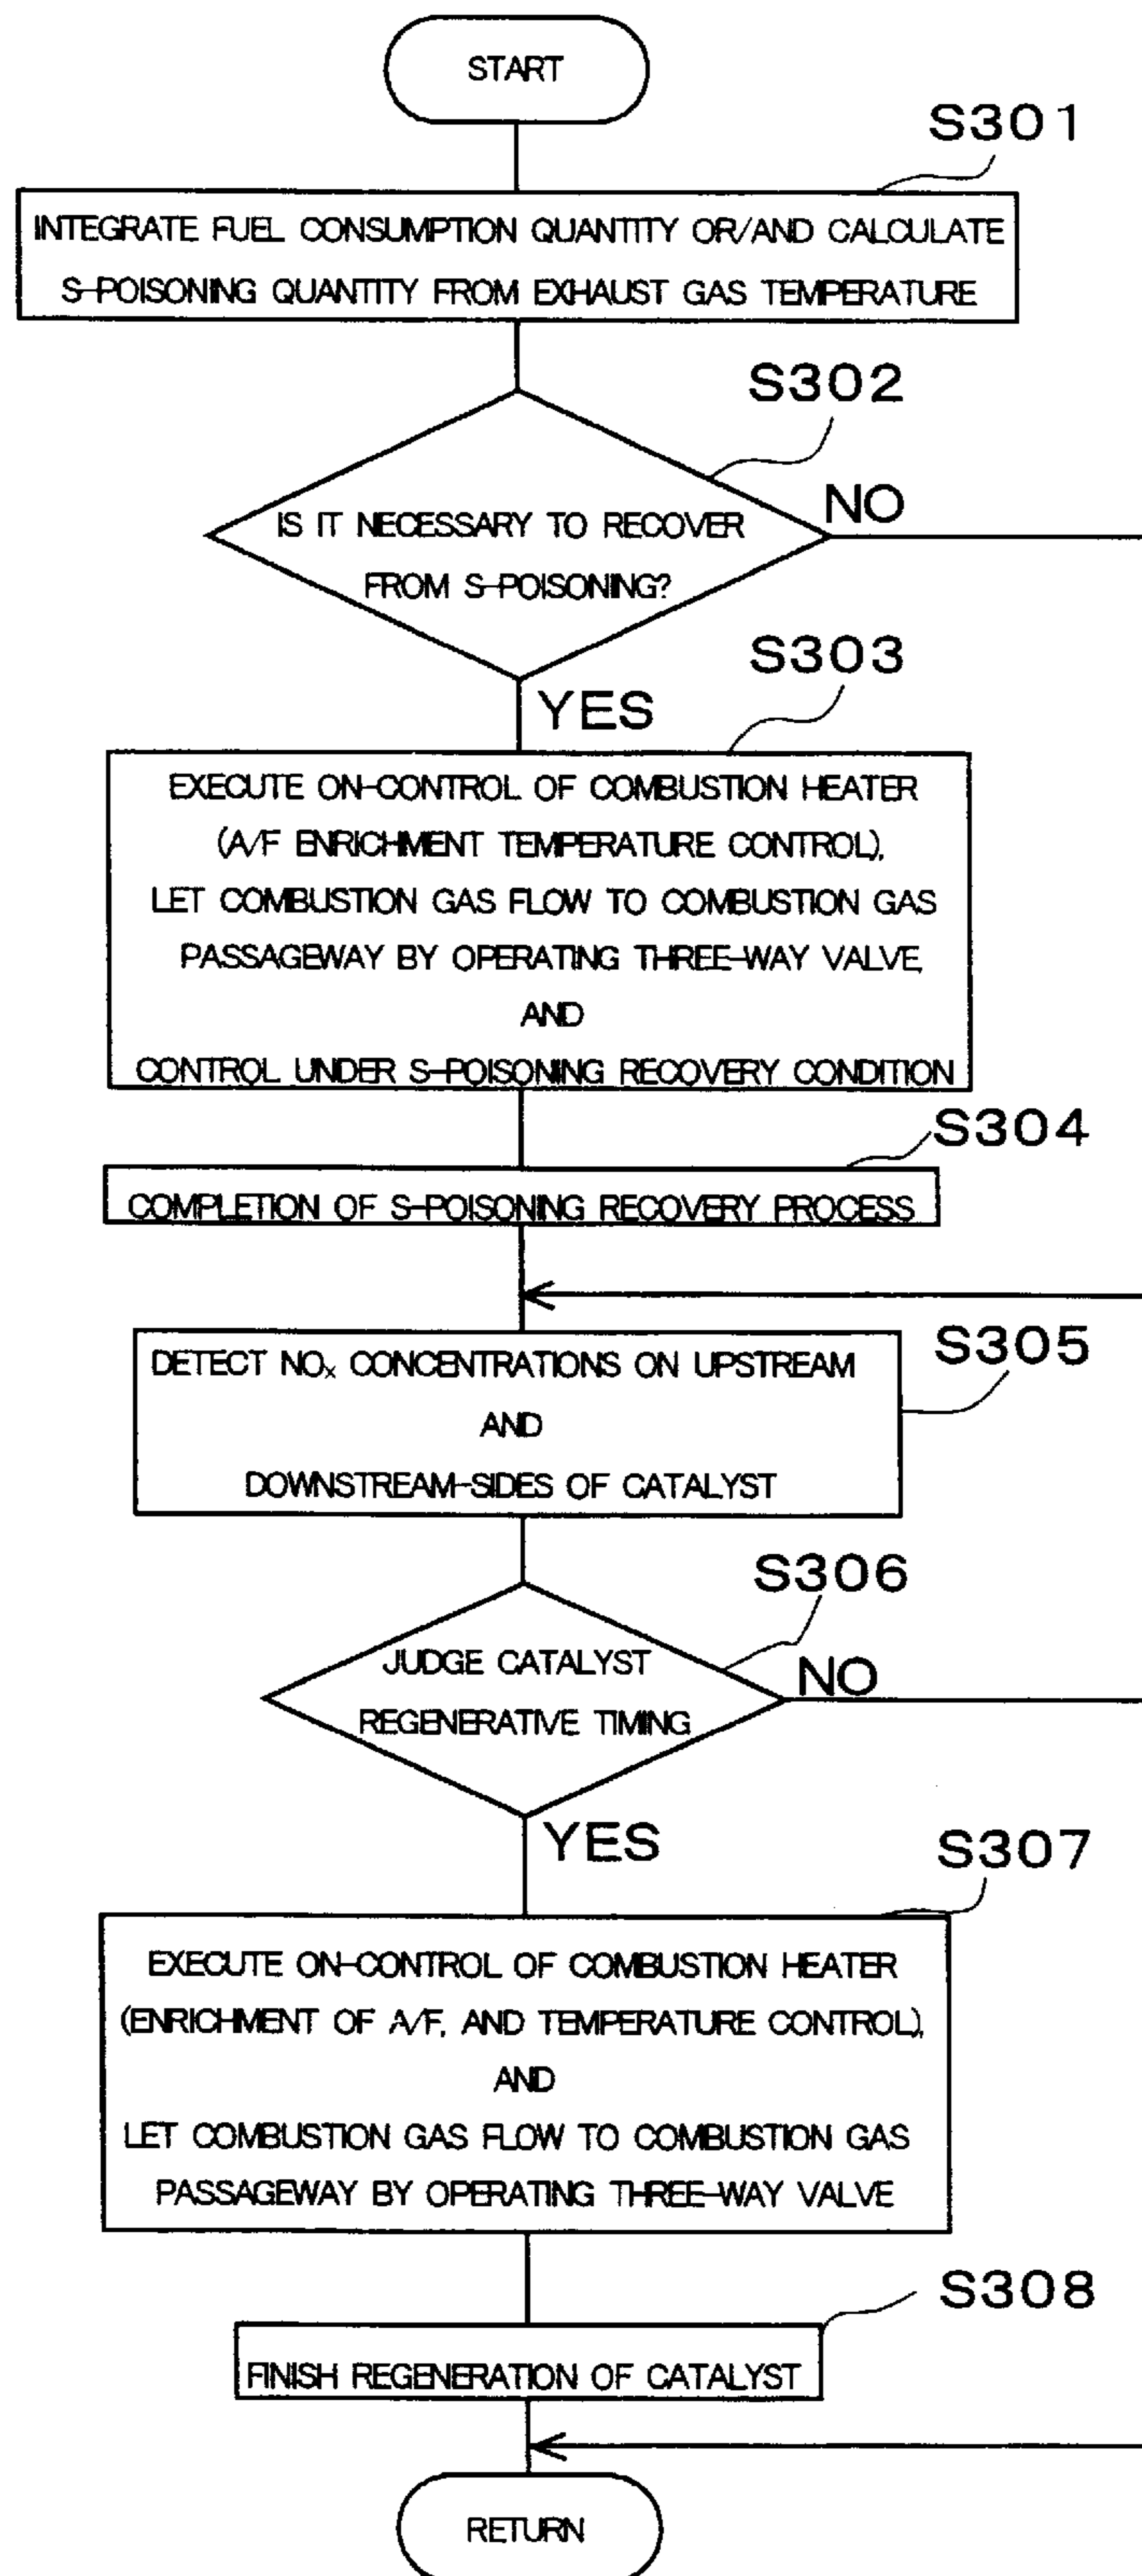 START
S301
INTEGRATE FUEL CONSUMPTION QUANTITY OR/AND CALCULATE
S-POISONING QUANTITY FROM EXHAUST GAS TEMPERATURE
S302
IS IT NECESSARY TO RECOVER
FROM S-POISONING?
NO
YES
S303
EXECUTE ON-CONTROL OF COMBUSTION HEATER
(A/F ENRICHMENT TEMPERATURE CONTROL),
LET COMBUSTION GAS FLOW TO COMBUSTION GAS
PASSAGEWAY BY OPERATING THREE-WAY VALVE,
AND
CONTROL UNDER S-POISONING RECOVERY CONDITION
S304
COMPLETION OF S-POISONING RECOVERY PROCESS
S305
DETECT NOₓ CONCENTRATIONS ON UPSTREAM
AND
DOWNSTREAM-SIDES OF CATALYST
S306
JUDGE CATALYST
REGENERATIVE TIMING
NO
YES
S307
EXECUTE ON-CONTROL OF COMBUSTION HEATER
(ENRICHMENT OF A/F, AND TEMPERATURE CONTROL),
AND
LET COMBUSTION GAS FLOW TO COMBUSTION GAS
PASSAGEWAY BY OPERATING THREE-WAY VALVE
S308
FINISH REGENERATION OF CATALYST
RETURN